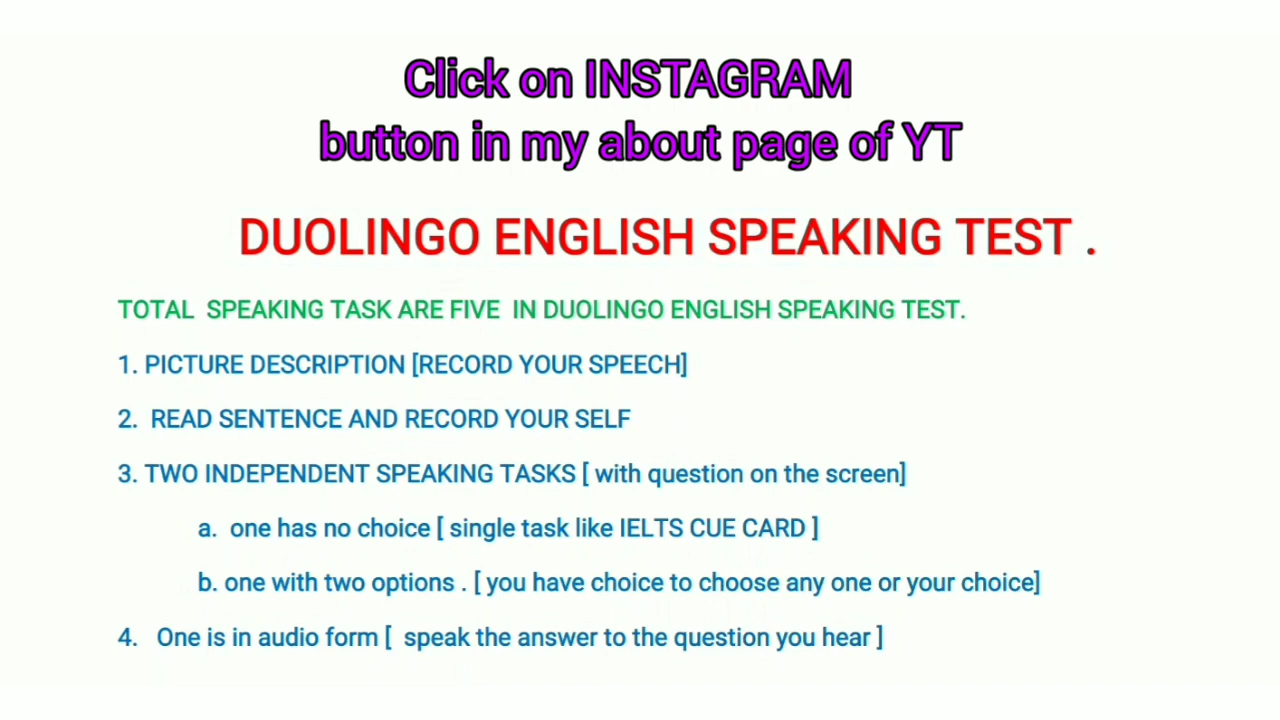 Click on INSTAGRAM
button in my about page of YT
DUOLINGO ENGLISH SPEAKING TEST .
TOTAL SPEAKING TASK ARE FIVE IN DUOLINGO ENGLISH SPEAKING TEST.
1. PICTURE DESCRIPTION [RECORD YOUR SPEECH]
2. READ SENTENCE AND RECORD YOUR SELF
3. TWO INDEPENDENT SPEAKING TASKS [ with question on the screen]
a. one has no choice [ single task like IELTS CUE CARD ]
b. one with two options . [ you have choice to choose any one or your choice]
4. One is in audio form [ speak the answer to the question you hear ]